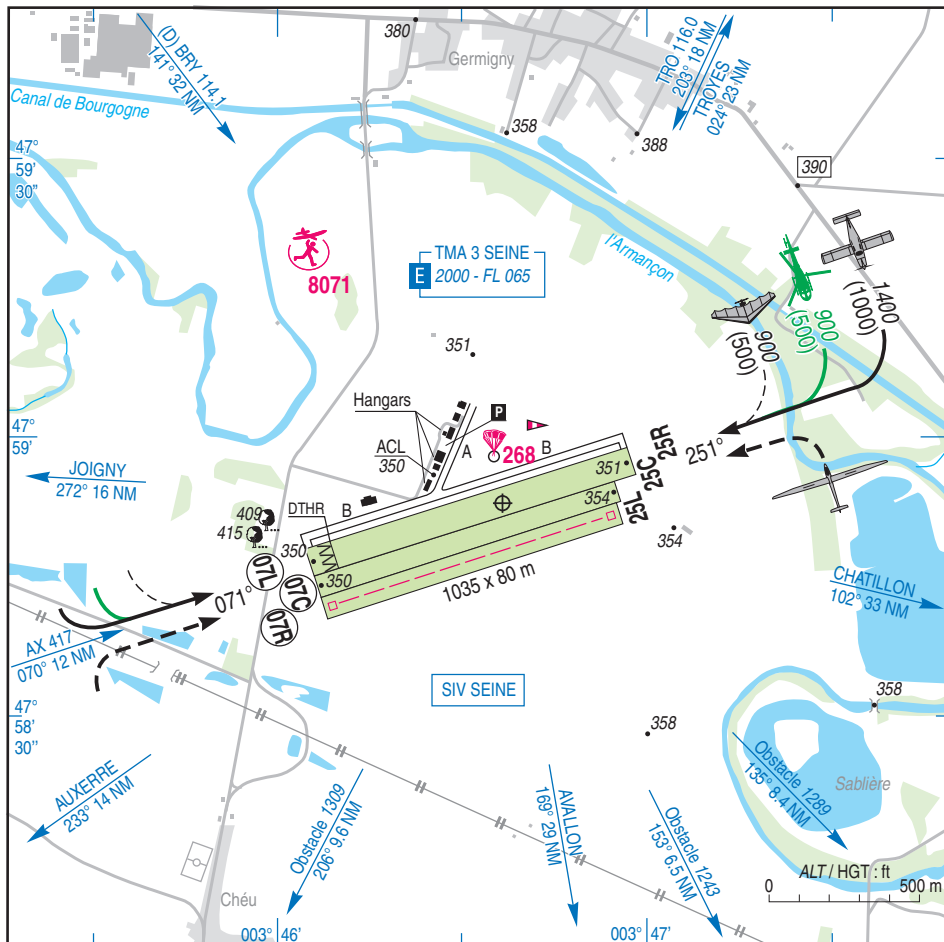 380
Germigny
(D) BRY 114.1
141° 32 NM
TRO 116.0
203° 18 NM
TROYES
024° 23 NM
Canal de Bourgogne
358
388
47°
59'
30"
390
l'Armançon
8071
TMA 3 SEINE
E
2000 - FL 065
1400
(1000)
900
(500)
900
(500)
351
Hangars
P
47°
59'
ACL
350
A
268
B
25R
25C
25L
251°
351
JOIGNY
272° 16 NM
DTHR
B
354
409
415
350
350
354
07L
07C
07R
071°
1035 x 80 m
CHATILLON
102° 33 NM
AX 417
070° 12 NM
SIV SEINE
358
47°
58'
30"
358
Obstacle 1289
135° 8.4 NM
Sablière
AUXERRE
233° 14 NM
Obstacle 1309
206° 9.6 NM
AVALLON
169° 29 NM
Obstacle 1243
153° 6.5 NM
ALT / HGT : ft
0
500 m
Chéu
003° 46'
003° 47'